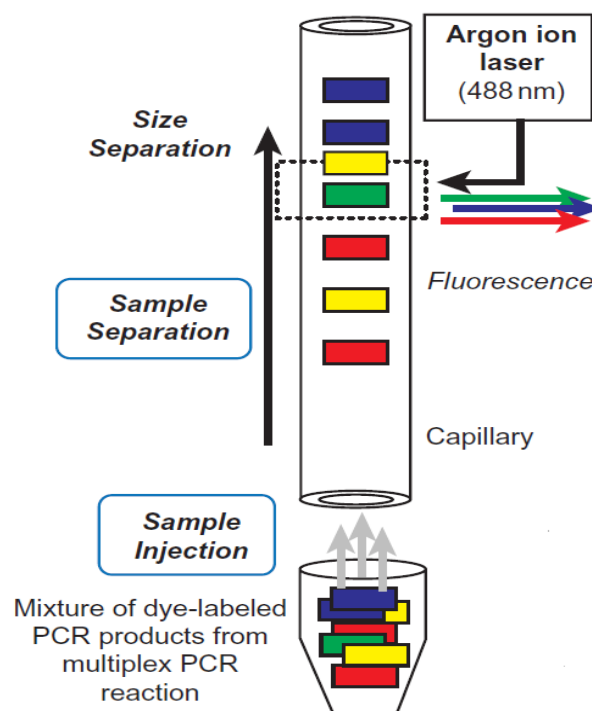 Argon ion
laser
(488 nm)
Size
Separation
Sample
Separation
Fluorescence
Capillary
Sample
Injection
Mixture of dye-labeled
PCR products from
multiplex PCR
reaction